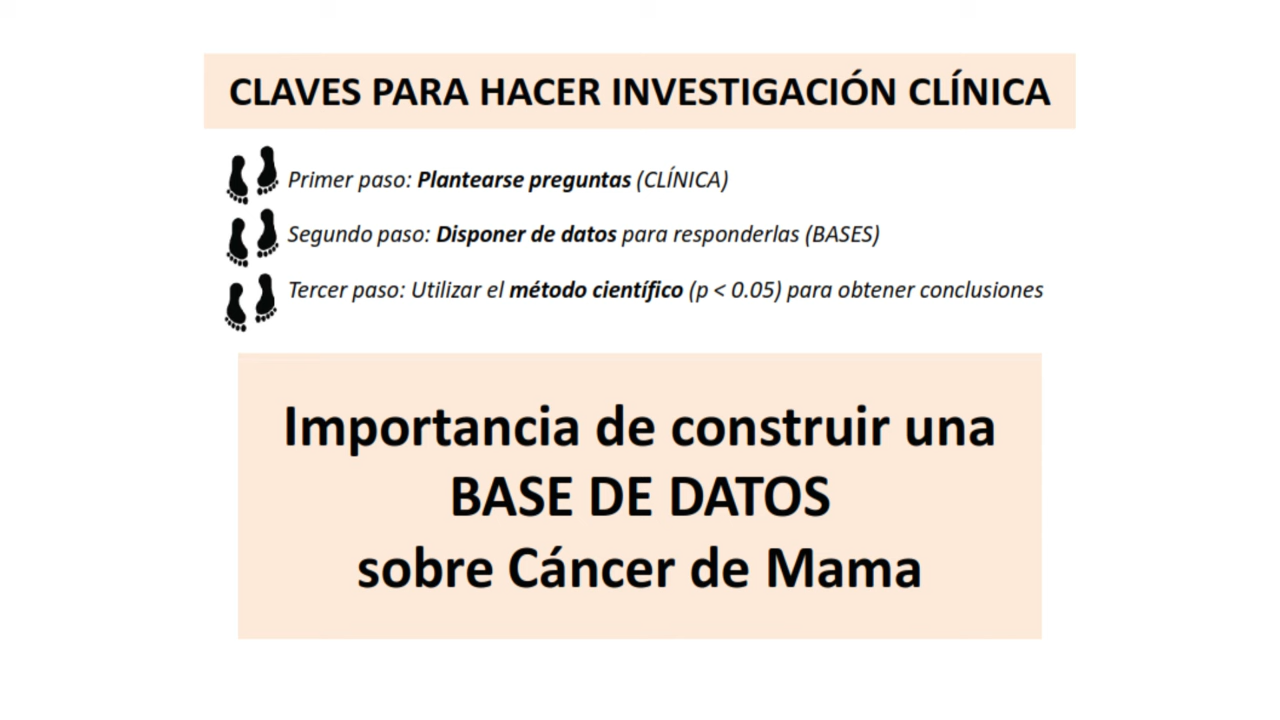 CLAVES PARA HACER INVESTIGACIÓN CLÍNICA
Primer paso: Plantearse preguntas (CLÍNICA)
Segundo paso: Disponer de datos para responderlas (BASES)
Tercer paso: Utilizar el método científico (p < 0.05) para obtener conclusiones
Importancia de construir una
BASE DE DATOS
sobre Cáncer de Mama